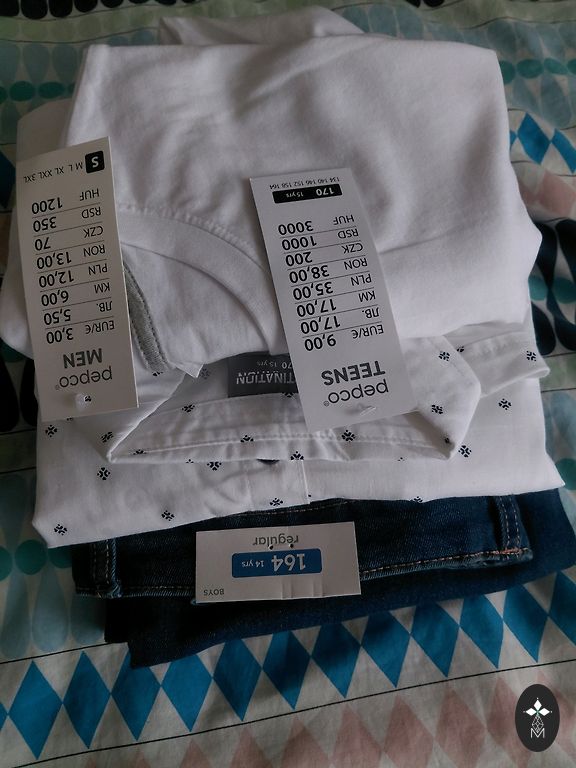 pepco®
MEN
EUR/€ 3,00
ЛВ. 5,50
KM 6,00
PLN 12,00
RON 13,00
CZK 70
RSD 350
HUF 1200
S M L XL XXL 3XL
pepco®
TEENS
EUR/€ 9,00
ЛВ. 17,00
KM 17,00
PLN 35,00
RON 38,00
CZK 200
RSD 1000
HUF 3000
170 15 yrs
134 140 146 152 158 164
TINATION
170 15 yrs
regular
164 14 yrs
BOYS
M